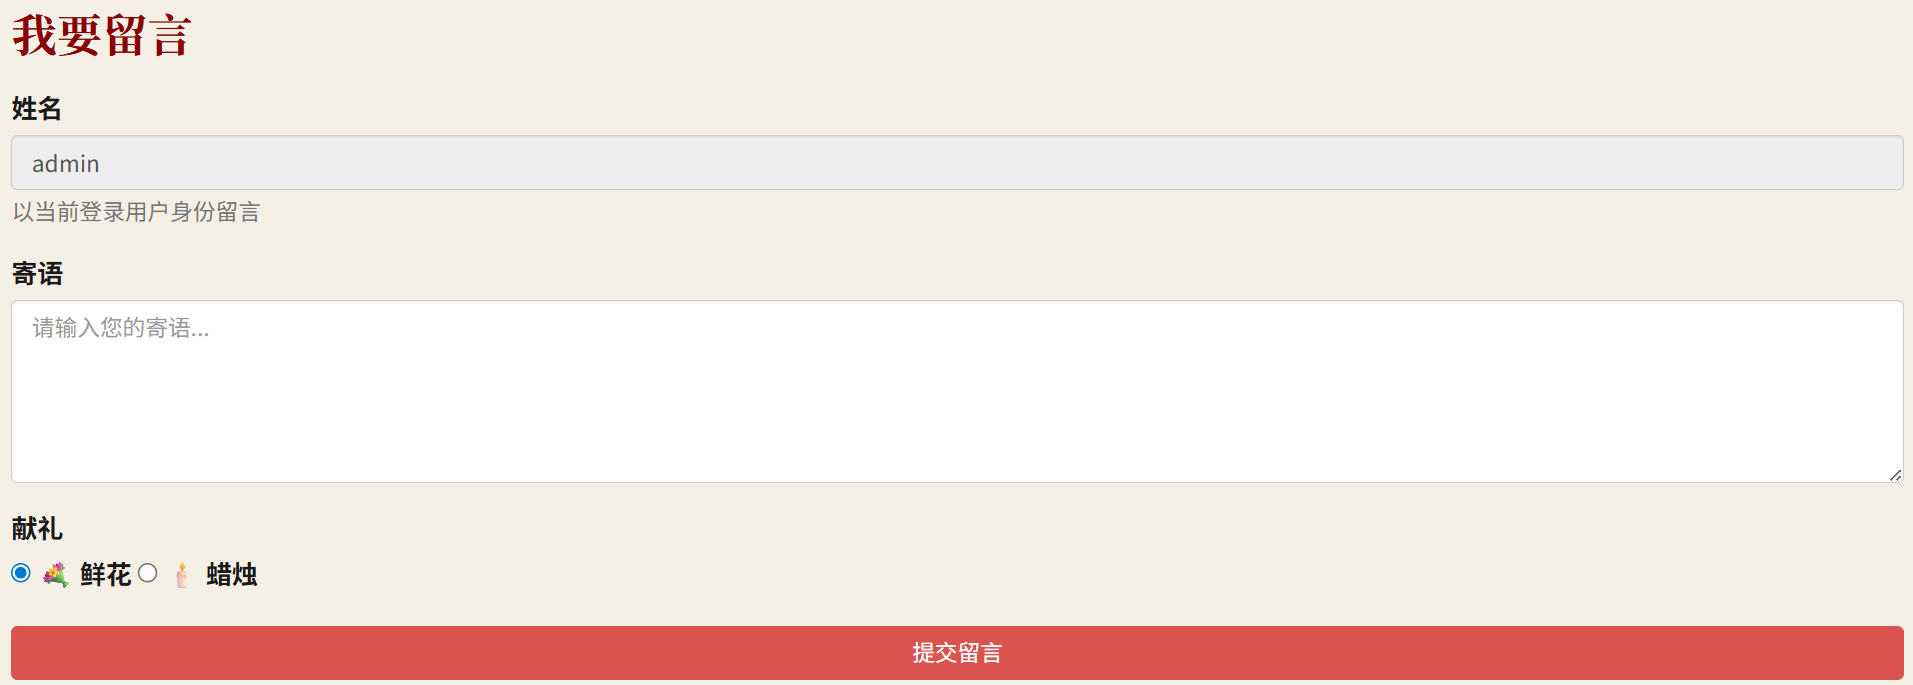 我要留言
姓名
admin
以当前登录用户身份留言
寄语
请输入您的寄语...
献礼
鲜花 蜡烛
提交留言